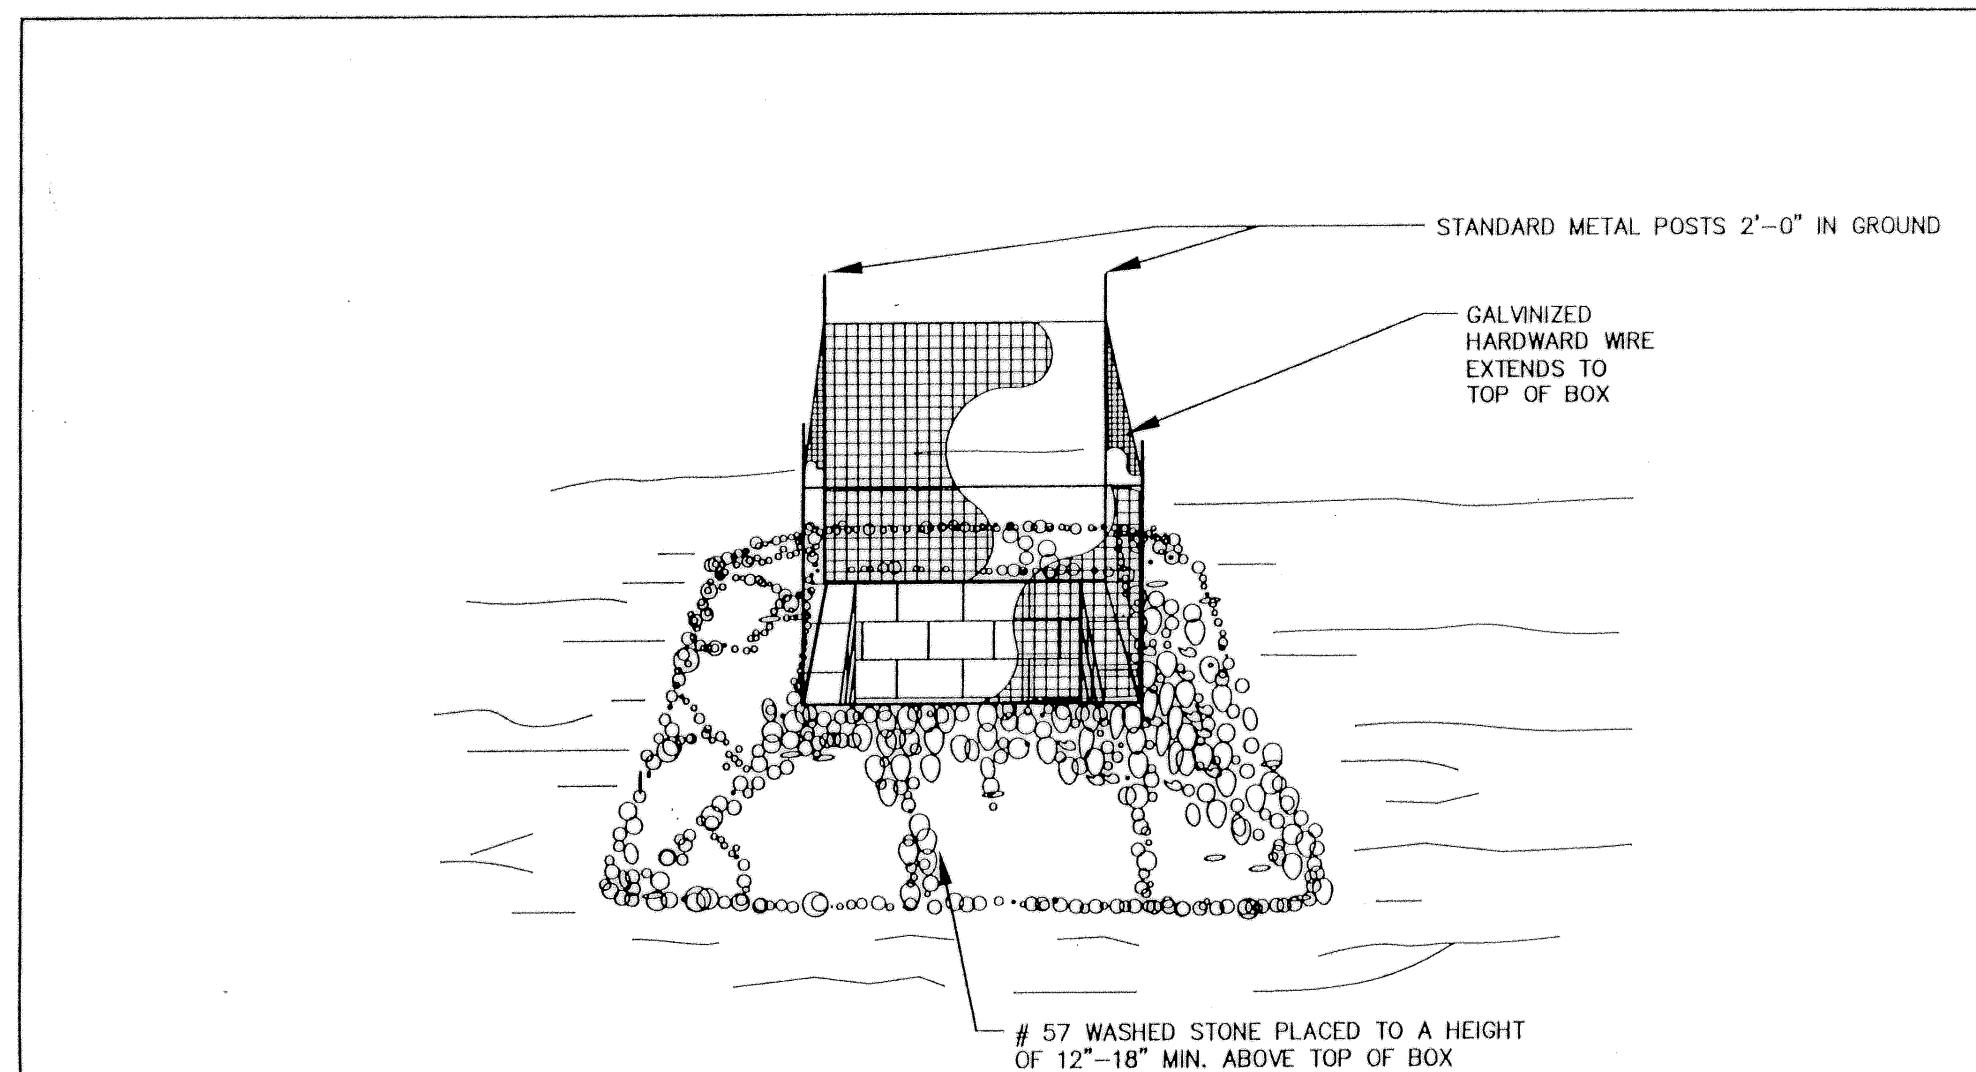 STANDARD METAL POSTS 2'-0" IN GROUND
GALVINIZED
HARDWARD WIRE
EXTENDS TO
TOP OF BOX
# 57 WASHED STONE PLACED TO A HEIGHT
OF 12"-18" MIN. ABOVE TOP OF BOX